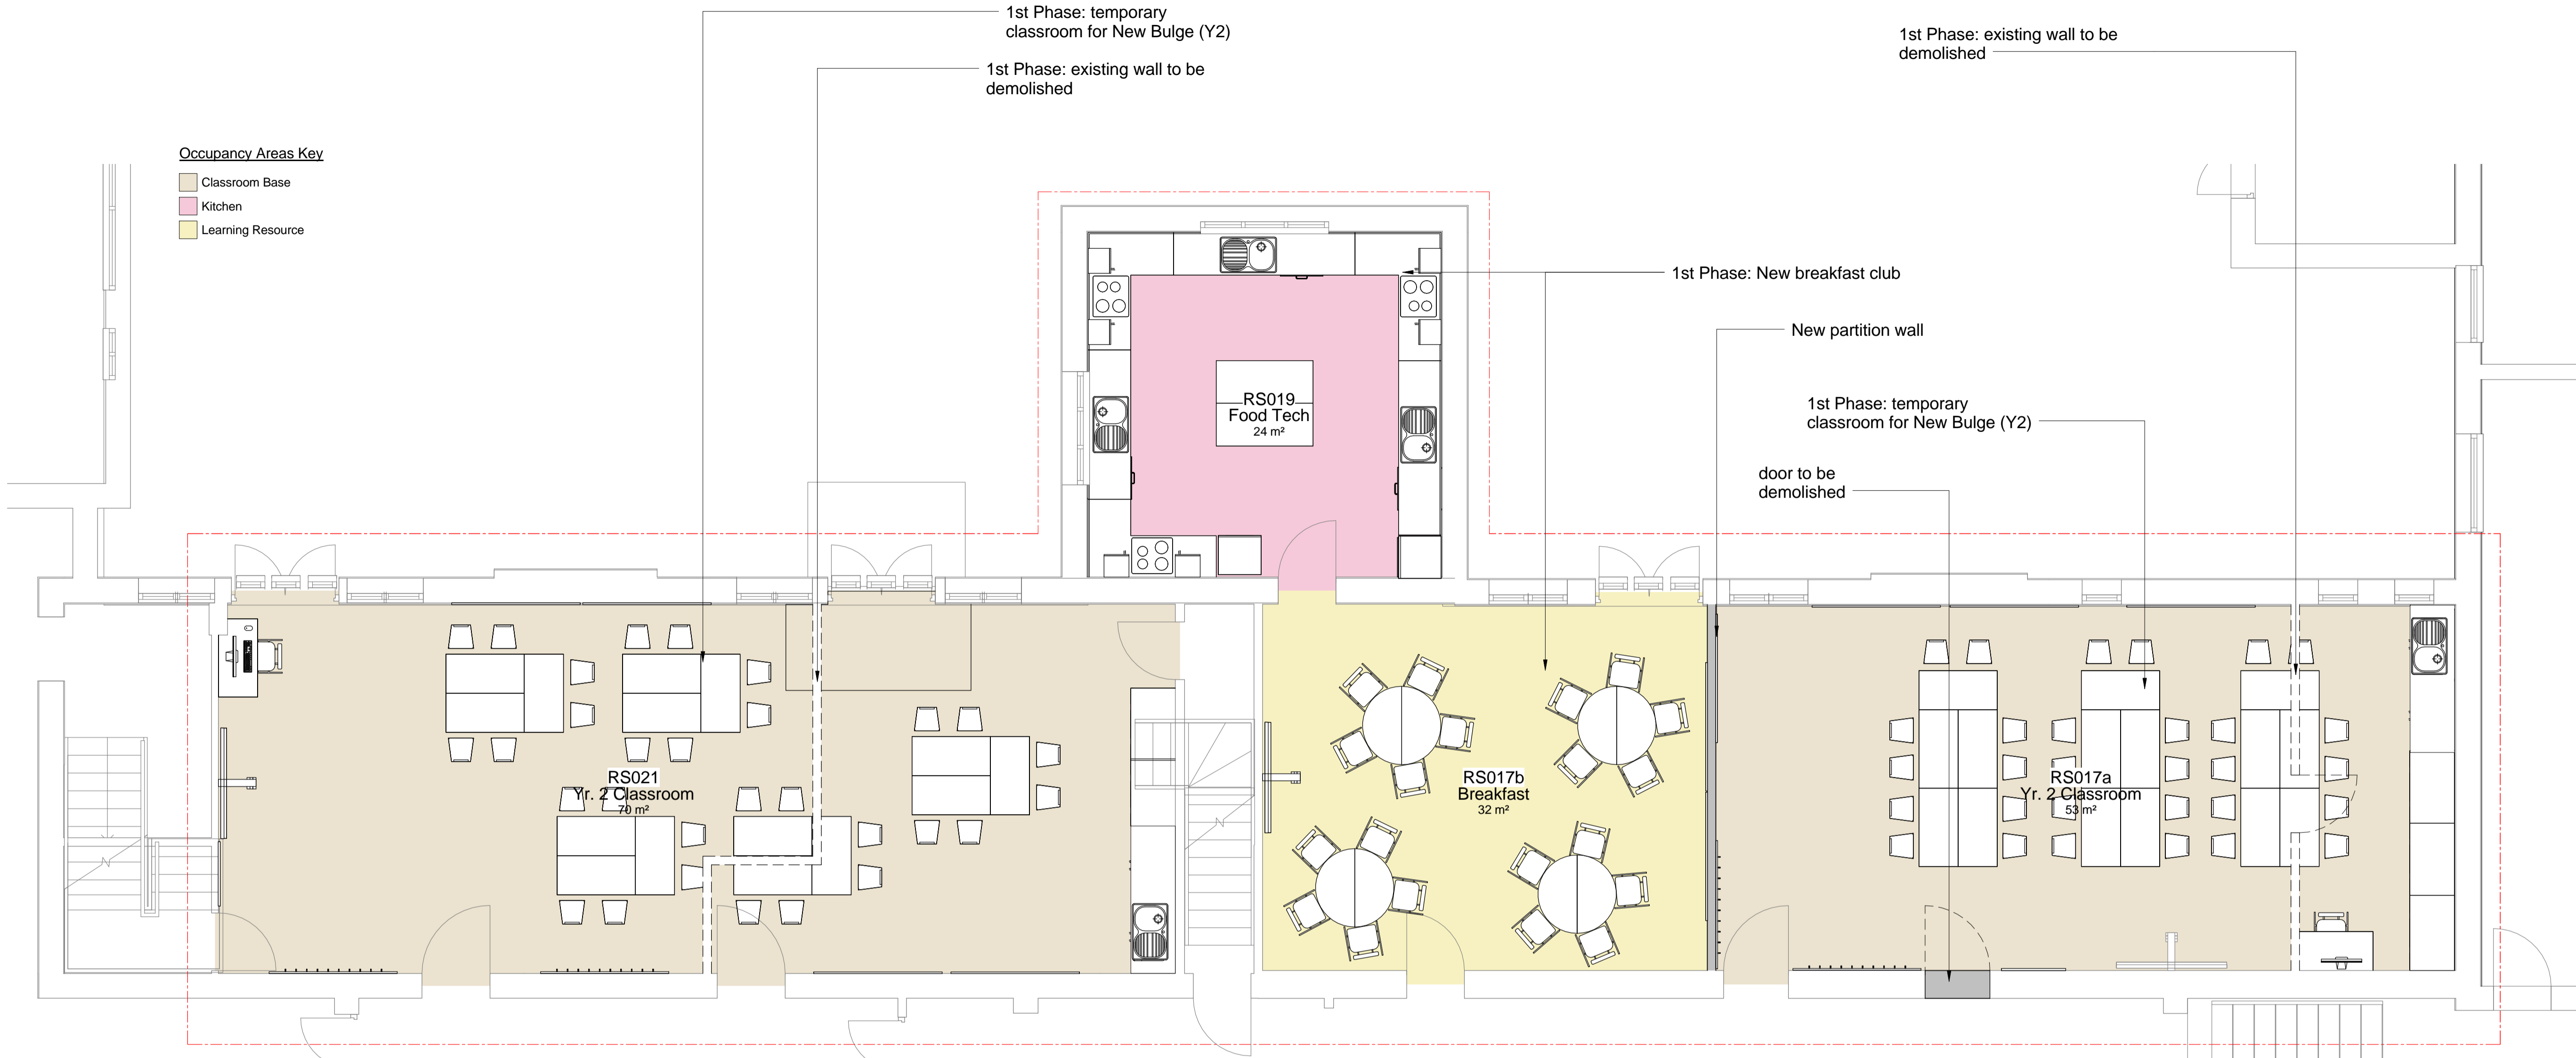 1st Phase: temporary
classroom for New Bulge (Y2)
1st Phase: existing wall to be
demolished
1st Phase: existing wall to be
demolished
Occupancy Areas Key
Classroom Base
Kitchen
Learning Resource
1st Phase: New breakfast club
New partition wall
RS019
Food Tech
24 m²
1st Phase: temporary
classroom for New Bulge (Y2)
door to be
demolished
RS021
Yr. 2 Classroom
70 m²
RS017b
Breakfast
32 m²
RS017a
Yr. 2 Classroom
53 m²